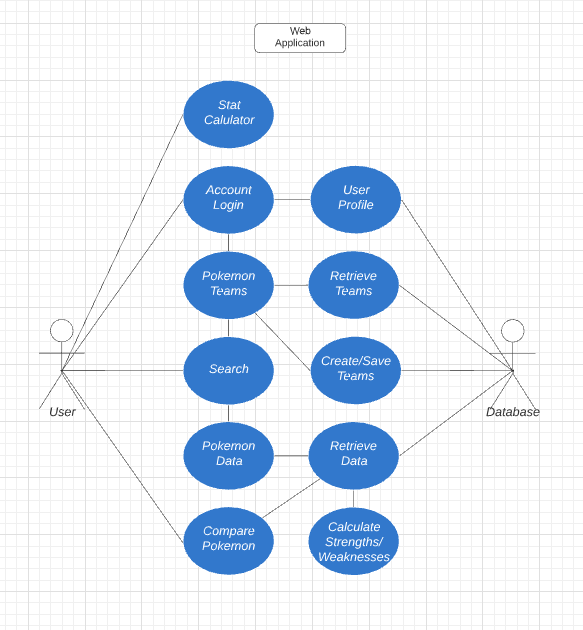 Web
Application
Stat
Calulator
Account
Login
User
Profile
Pokemon
Teams
Retrieve
Teams
Search
Create/Save
Teams
User
Database
Pokemon
Data
Retrieve
Data
Compare
Pokemon
Calculate
Strengths/
Weaknesses